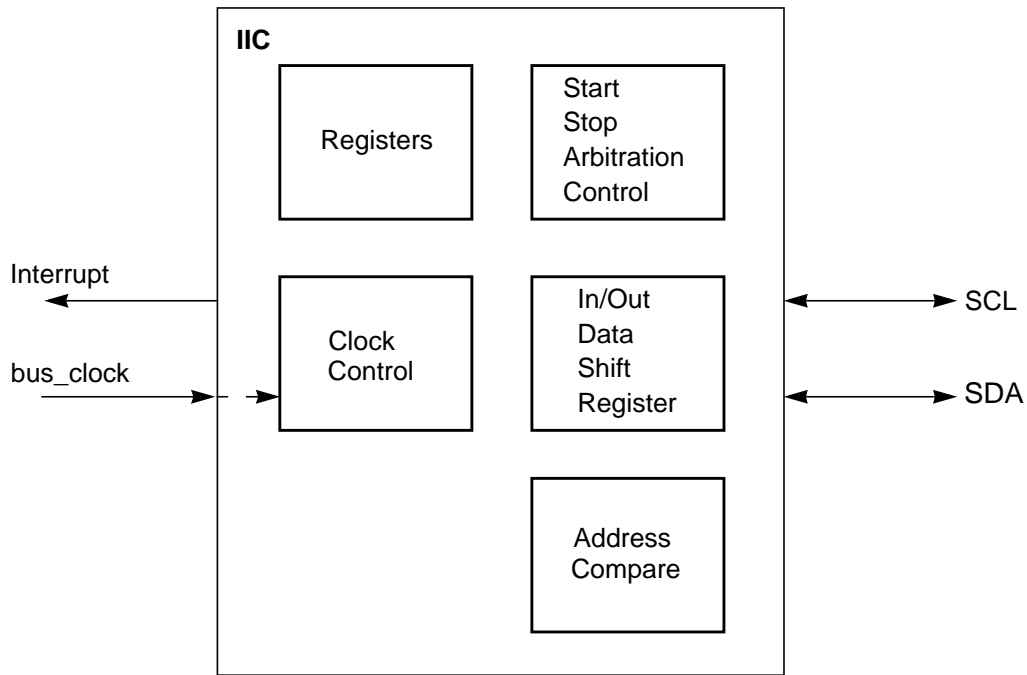 IIC
Registers
Start
Stop
Arbitration
Control
Interrupt
bus_clock
Clock
Control
In/Out
Data
Shift
Register
SCL
SDA
Address
Compare